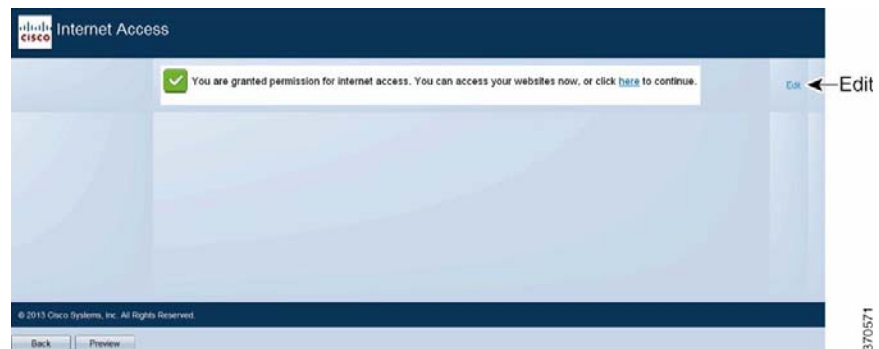 cisco Internet Access
You are granted permission for internet access. You can access your websites now, or click here to continue.
Edit
Edit
© 2013 Cisco Systems, Inc. All Rights Reserved.
Back Preview
370571